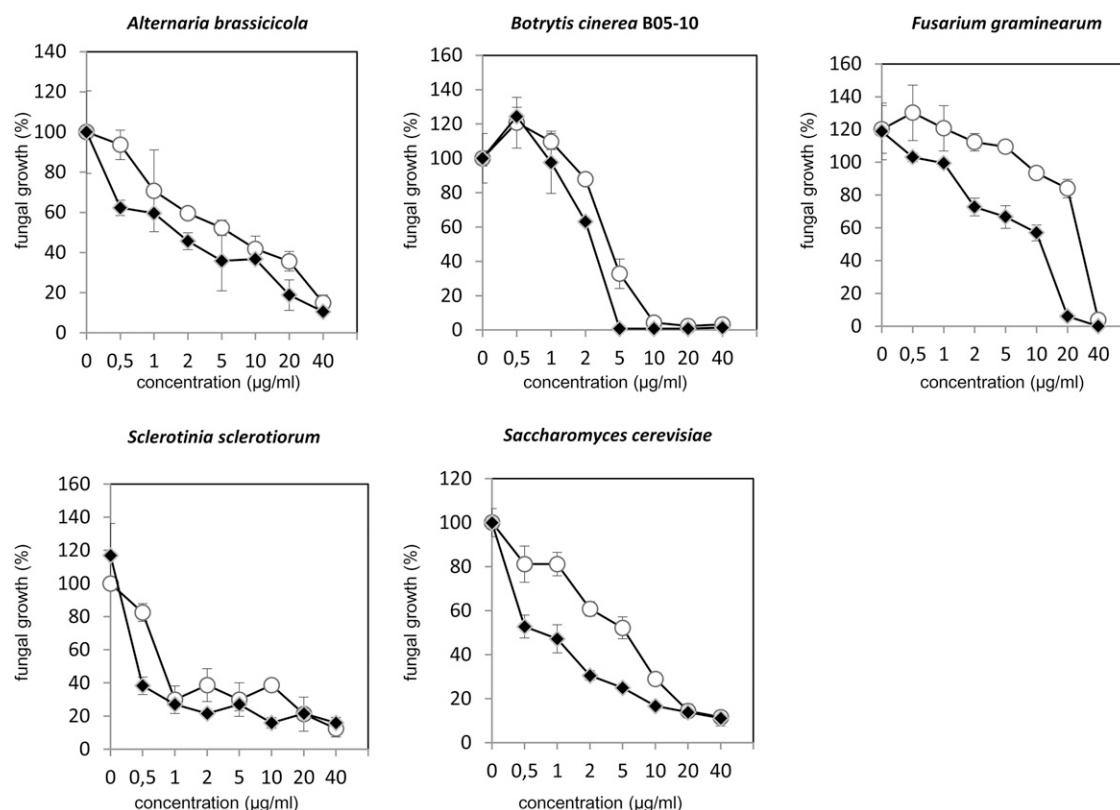 Alternaria brassicicola
140
120
100
80
60
40
20
0
fungal growth (%)
0 0,5 1 2 5 10 20 40
concentration (µg/ml)
Botrytis cinerea B05-10
160
140
120
100
80
60
40
20
0
fungal growth (%)
0 0,5 1 2 5 10 20 40
concentration (µg/ml)
Fusarium graminearum
160
140
120
100
80
60
40
20
0
fungal growth (%)
0 0,5 1 2 5 10 20 40
concentration (µg/ml)
Sclerotinia sclerotiorum
160
140
120
100
80
60
40
20
0
fungal growth (%)
0 0,5 1 2 5 10 20 40
concentration (µg/ml)
Saccharomyces cerevisiae
120
100
80
60
40
20
0
fungal growth (%)
0 0,5 1 2 5 10 20 40
concentration (µg/ml)